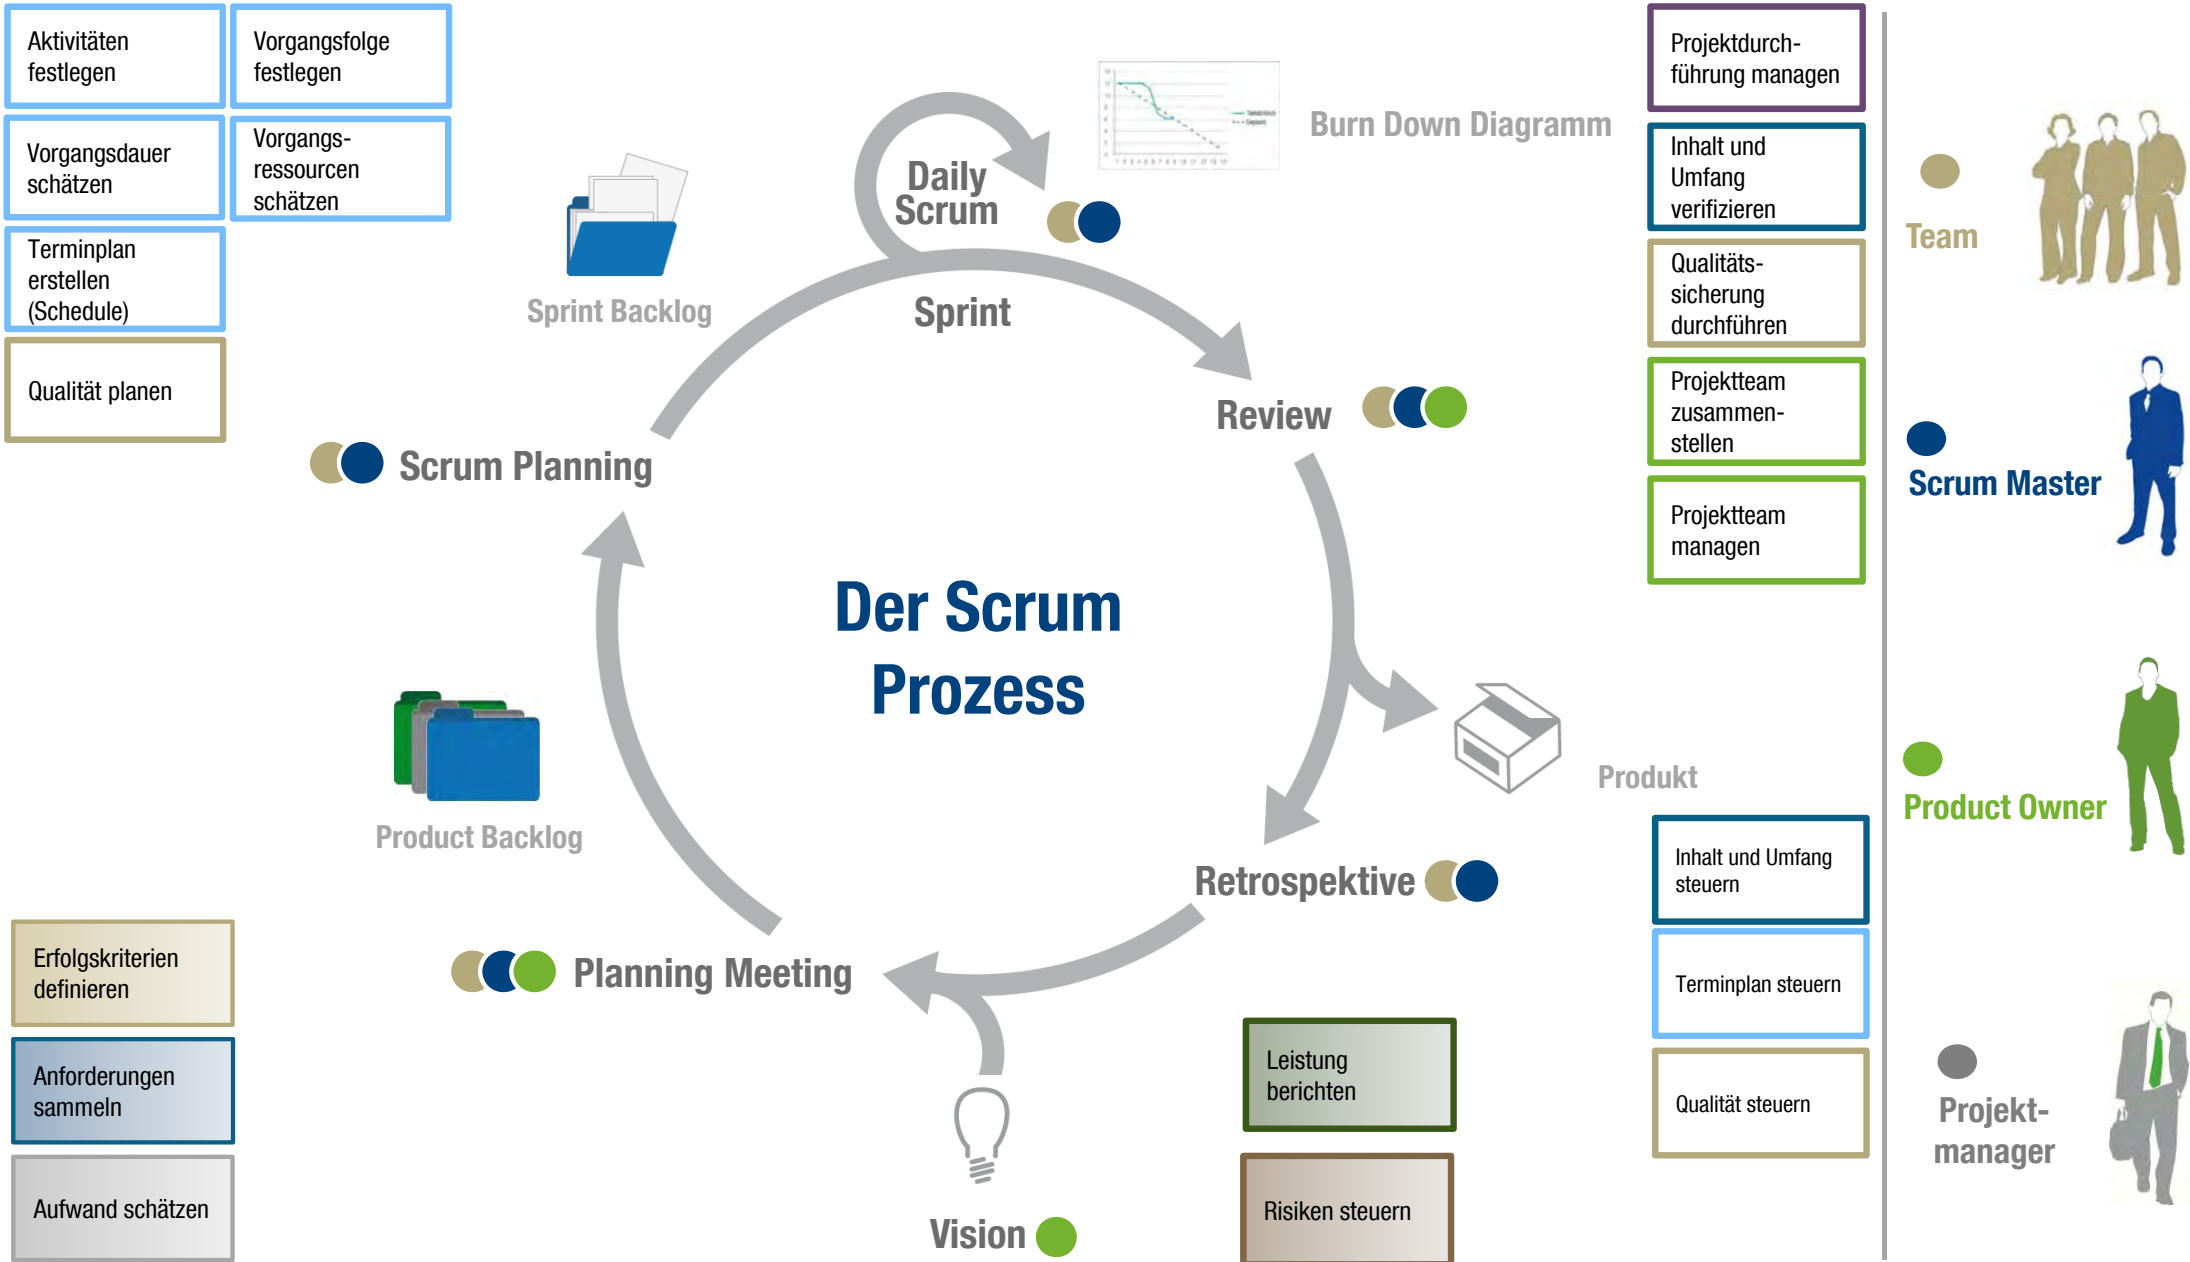 Aktivitäten
festlegen
Vorgangsfolge
festlegen
Vorgangsdauer
schätzen
Vorgangs-
ressourcen
schätzen
Terminplan
erstellen
(Schedule)
Qualität planen
Sprint Backlog
Daily
Scrum
Burn Down Diagramm
Sprint
Scrum Planning
Review
Der Scrum
Prozess
Product Backlog
Produkt
Retrospektive
Planning Meeting
Vision
Erfolgskriterien
definieren
Anforderungen
sammeln
Aufwand schätzen
Leistung
berichten
Risiken steuern
Projektdurch-
führung managen
Inhalt und
Umfang
verifizieren
Qualitäts-
sicherung
durchführen
Projektteam
zusammen-
stellen
Projektteam
managen
Inhalt und Umfang
steuern
Terminplan steuern
Qualität steuern
Team
Scrum Master
Product Owner
Projekt-
manager